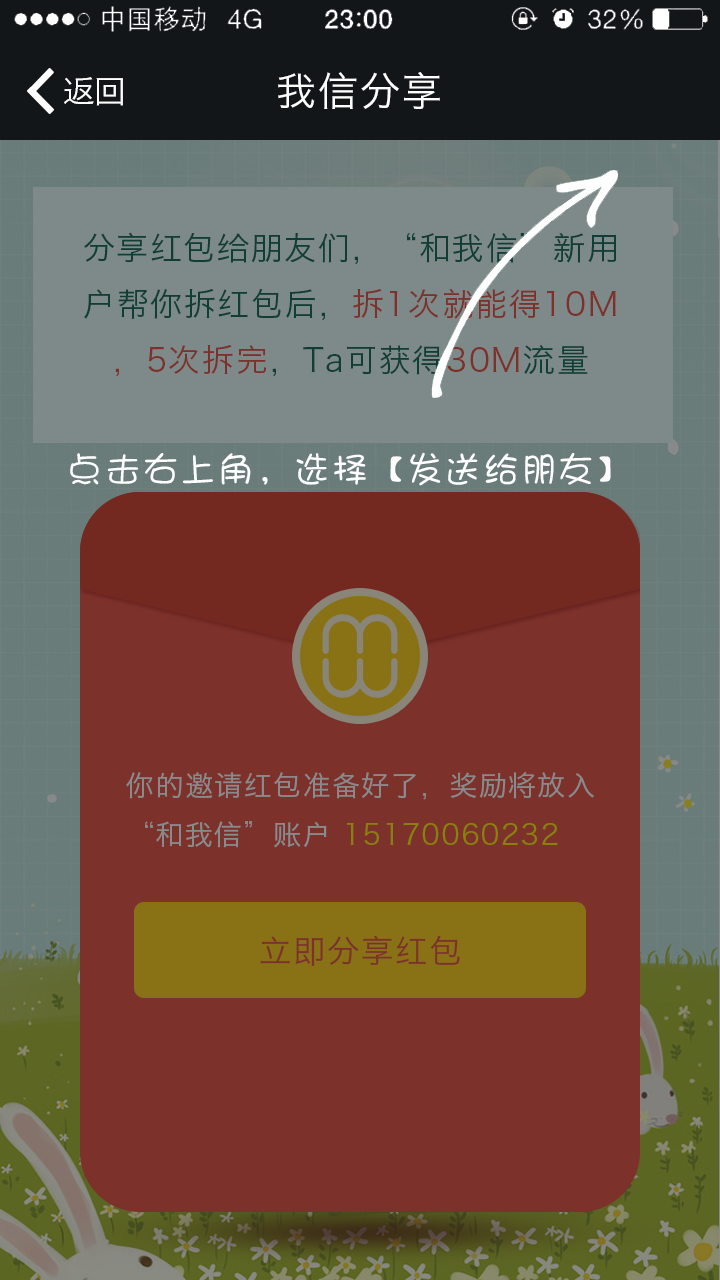 中国移动 4G 23:00 32%
返回 我信分享
分享红包给朋友们，“和我信”新用
户帮你拆红包后，拆1次就能得10M
，5次拆完，Ta可获得30M流量
点击右上角，选择【发送给朋友】
你的邀请红包准备好了，奖励将放入
“和我信”账户 15170060232
立即分享红包